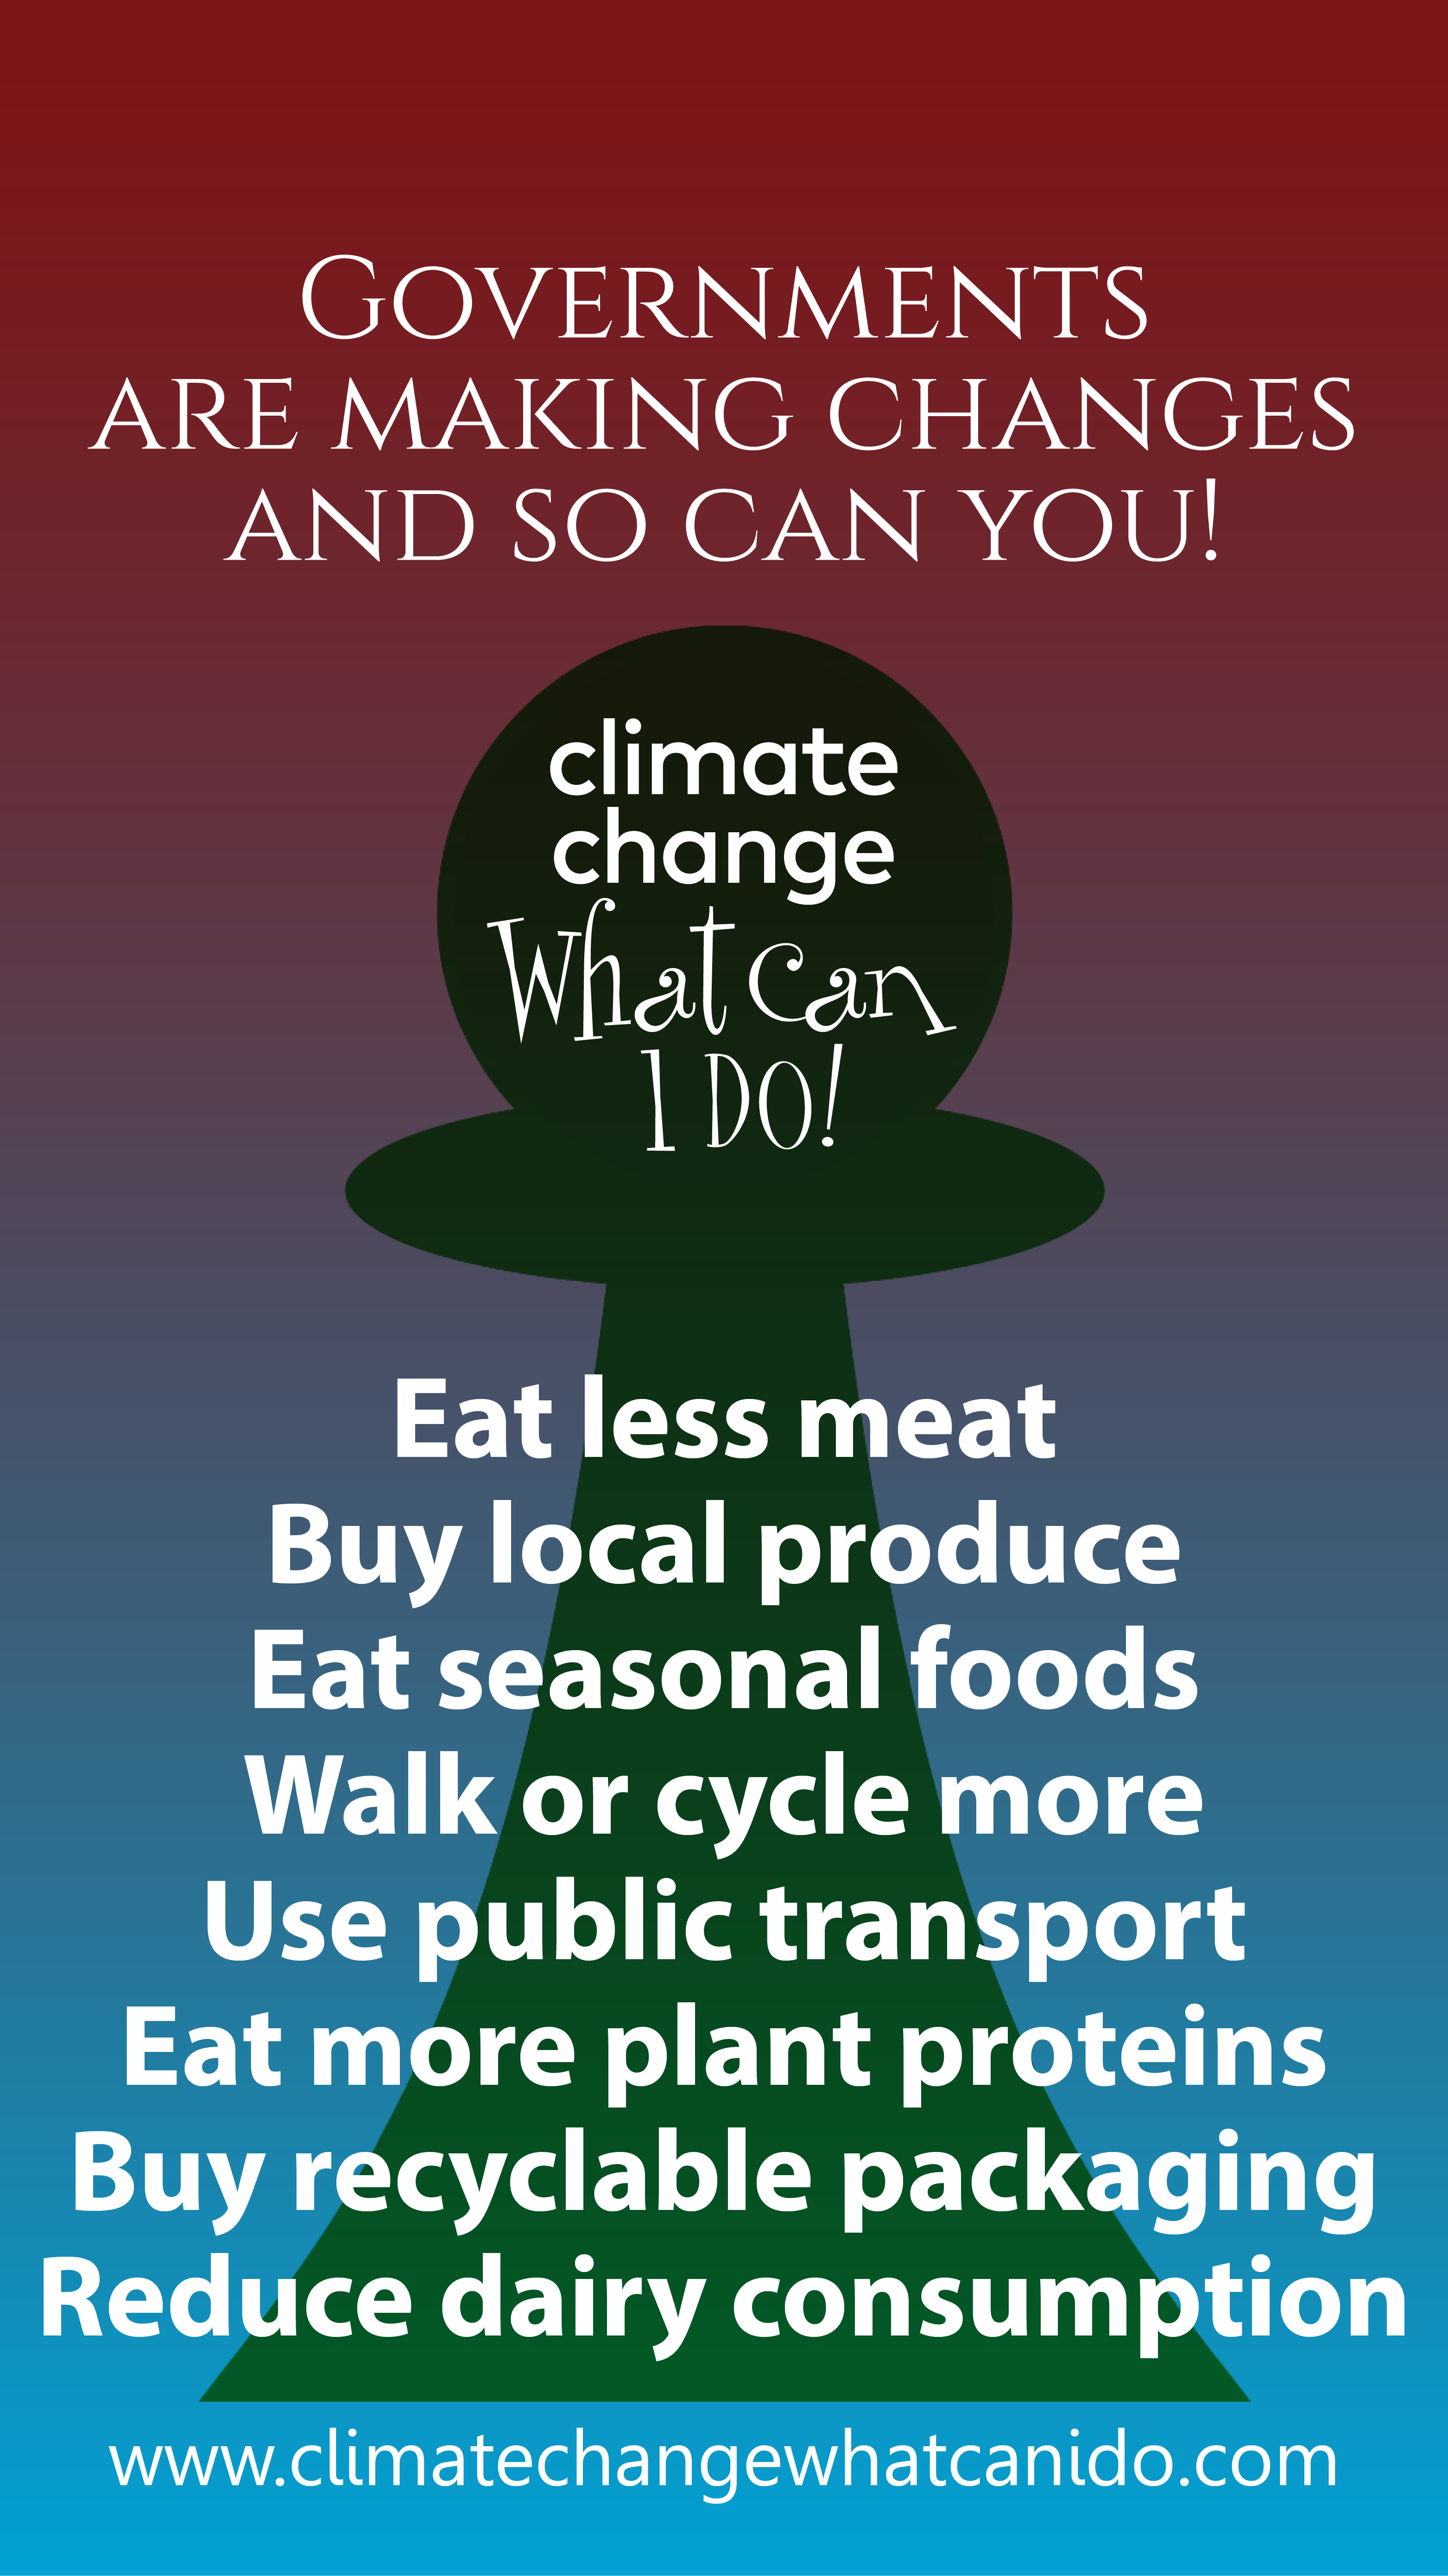 GOVERNMENTS
ARE MAKING CHANGES
AND SO CAN YOU!
climate
change
What can
I DO!
Eat less meat
Buy local produce
Eat seasonal foods
Walk or cycle more
Use public transport
Eat more plant proteins
Buy recyclable packaging
Reduce dairy consumption
www.climatechangewhatcanido.com